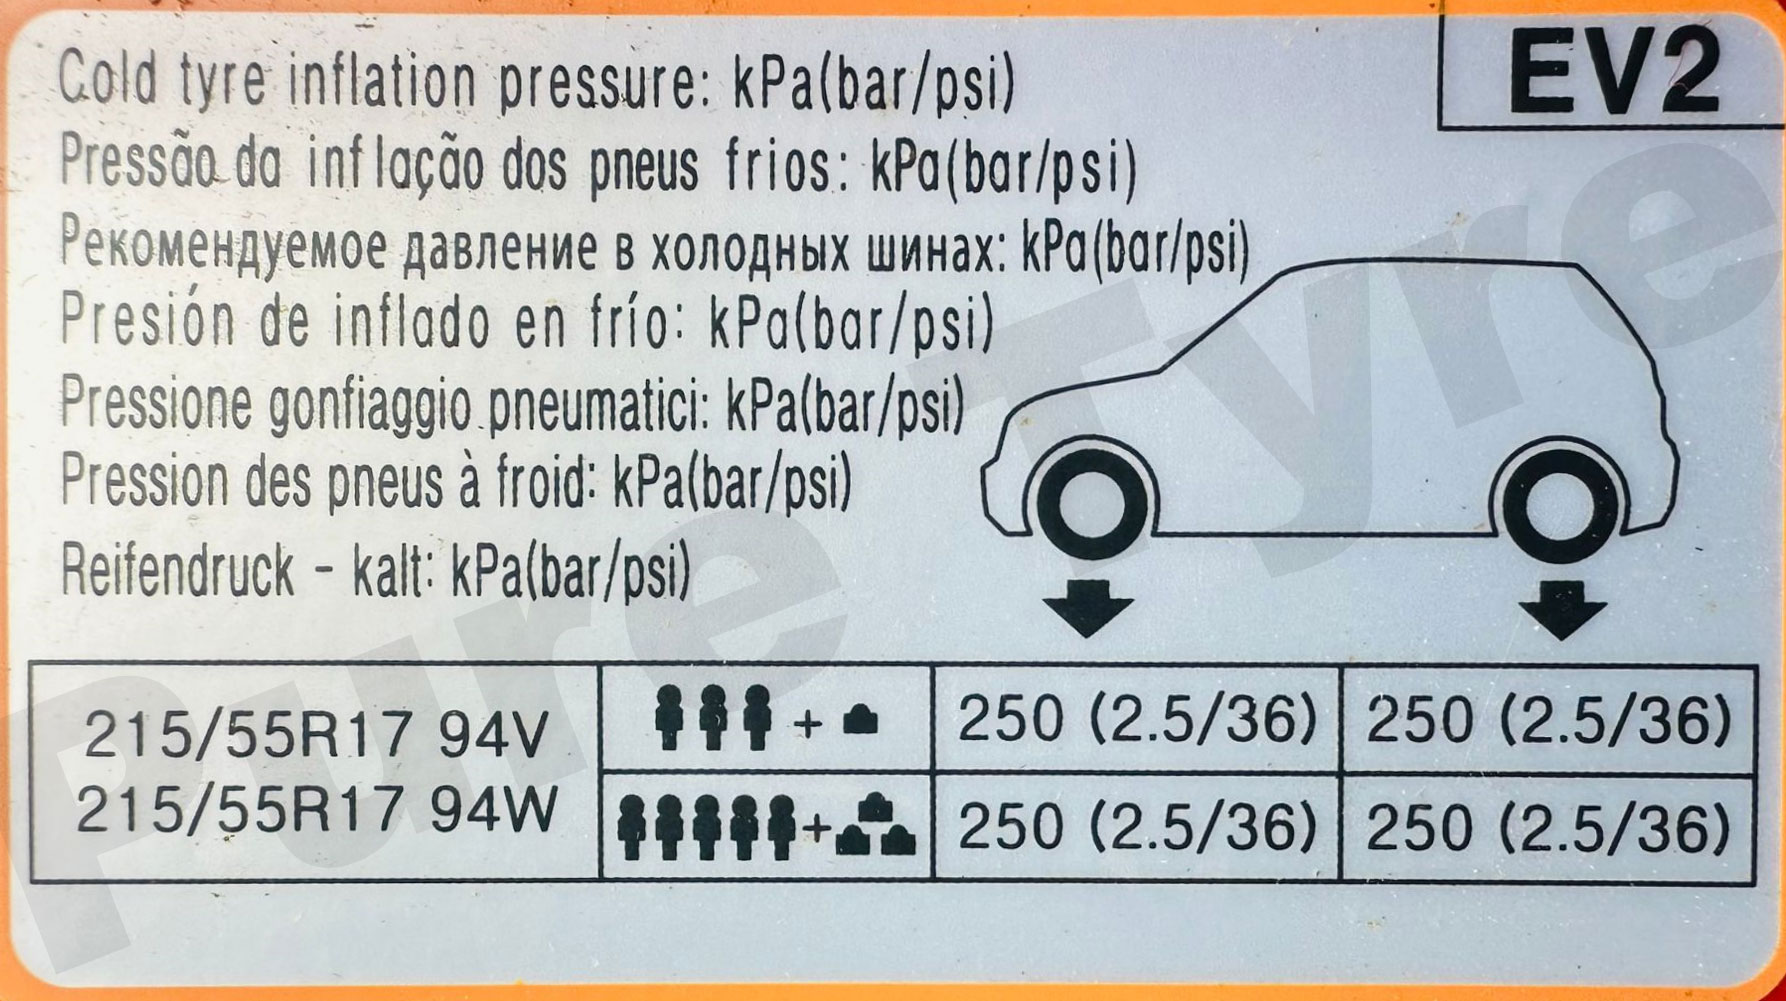 EV2
Cold tyre inflation pressure: kPa(bar/psi)
Pressão da inflação dos pneus frios: kPa(bar/psi)
Рекомендуемое давление в холодных шинах: kPa(bar/psi)
Presión de inflado en frío: kPa(bar/psi)
Pressione gonfiaggio pneumatici: kPa(bar/psi)
Pression des pneus à froid: kPa(bar/psi)
Reifendruck - kalt: kPa(bar/psi)
215/55R17 94V
215/55R17 94W
+ 250 (2.5/36) 250 (2.5/36)
+ 250 (2.5/36) 250 (2.5/36)
Pure Tyre